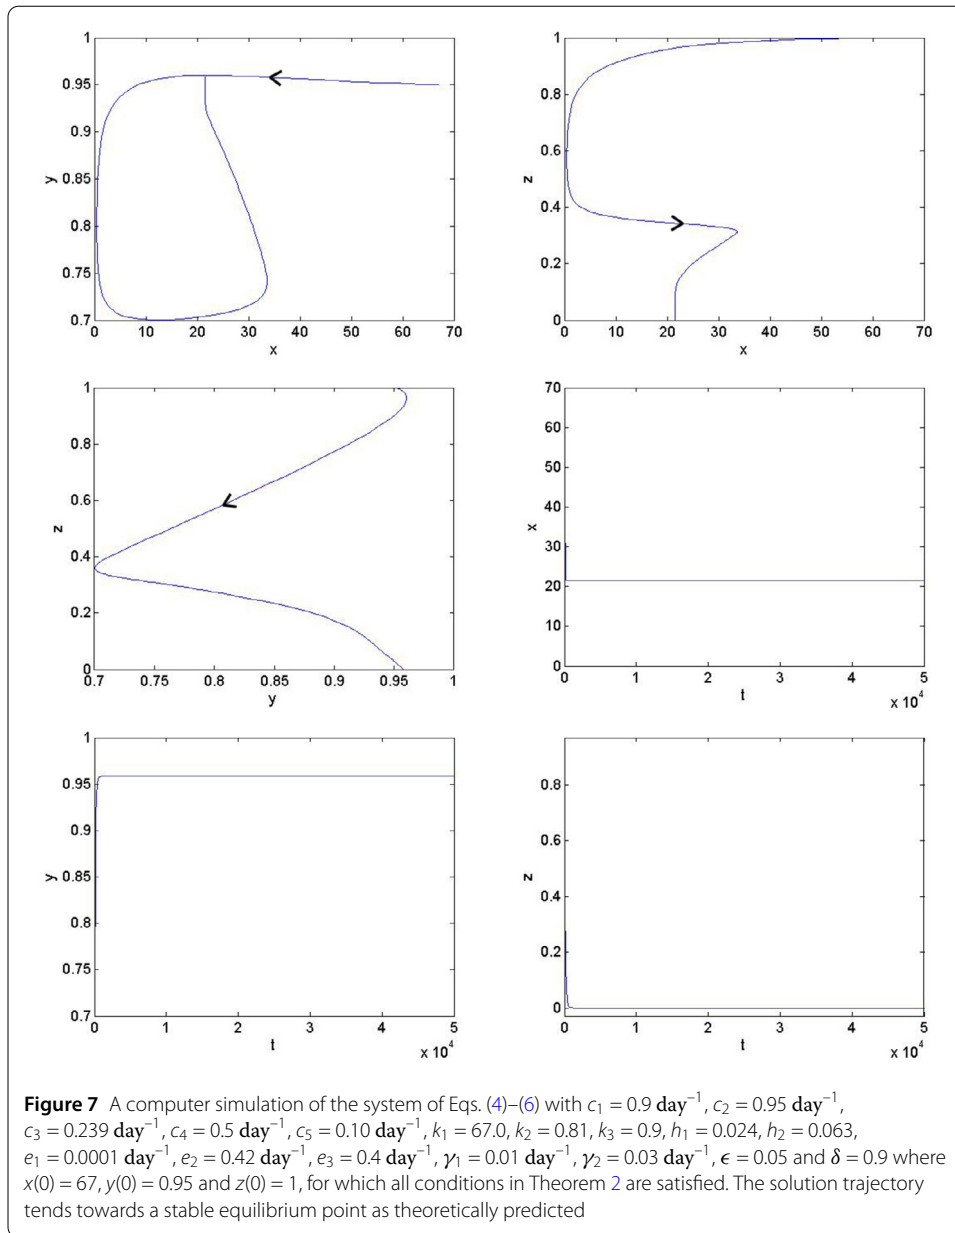 1
0.95
0.9
0.85
y
0.8
0.75
0.7
0 10 20 30 40 50 60 70
x
1
0.8
0.6
z
0.4
0.2
0
0 10 20 30 40 50 60 70
x
1
0.8
0.6
z
0.4
0.2
0
0.7 0.75 0.8 0.85 0.9 0.95 1
y
70
60
50
40
x
30
20
10
0
0 1 2 3 4 5
t
x 10^4
1
0.95
0.9
0.85
y
0.8
0.75
0.7
0 1 2 3 4 5
t
x 10^4
0.8
0.6
z
0.4
0.2
0
0 1 2 3 4 5
t
x 10^4
Figure 7 A computer simulation of the system of Eqs. (4)–(6) with c₁ = 0.9 day⁻¹, c₂ = 0.95 day⁻¹,
c₃ = 0.239 day⁻¹, c₄ = 0.5 day⁻¹, c₅ = 0.10 day⁻¹, k₁ = 67.0, k₂ = 0.81, k₃ = 0.9, h₁ = 0.024, h₂ = 0.063,
e₁ = 0.0001 day⁻¹, e₂ = 0.42 day⁻¹, e₃ = 0.4 day⁻¹, γ₁ = 0.01 day⁻¹, γ₂ = 0.03 day⁻¹, ϵ = 0.05 and δ = 0.9 where
x(0) = 67, y(0) = 0.95 and z(0) = 1, for which all conditions in Theorem 2 are satisfied. The solution trajectory
tends towards a stable equilibrium point as theoretically predicted